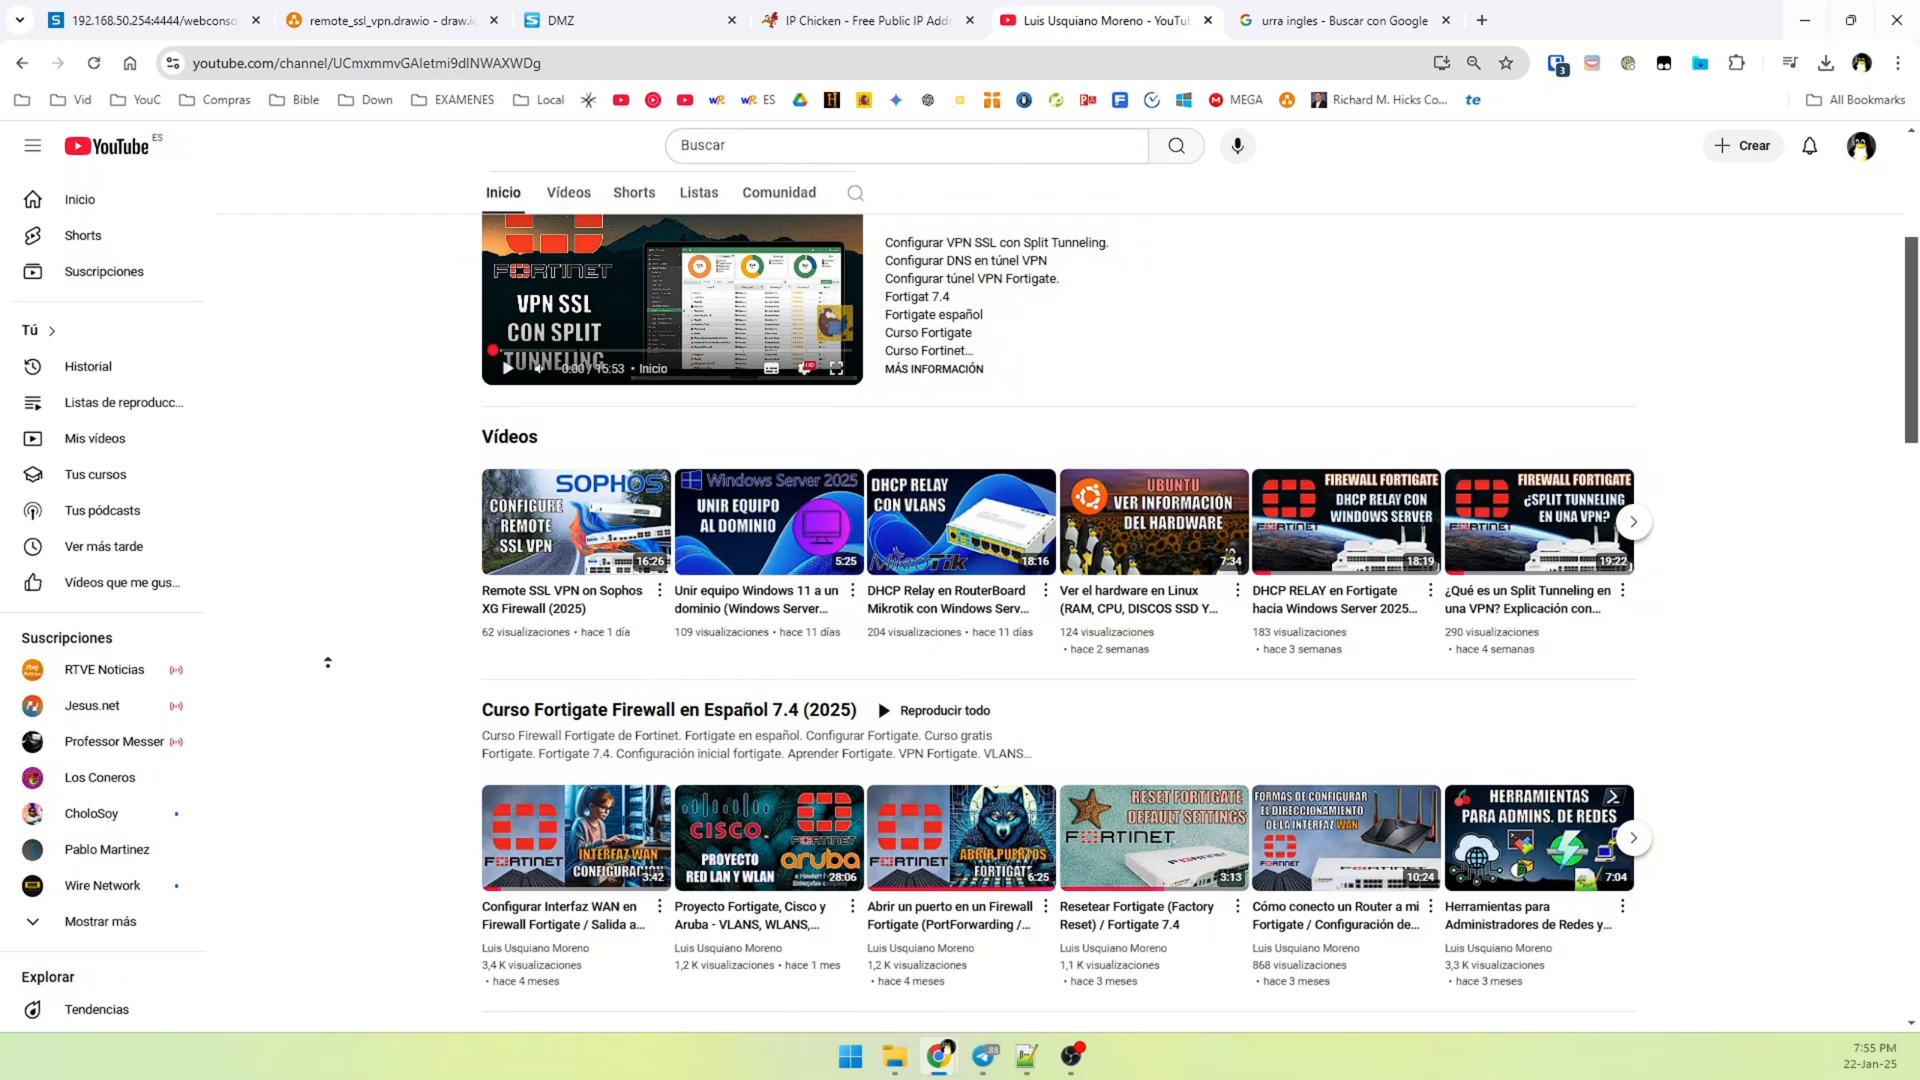 192.168.50.254:4444/webconso
remote_ssl_vpn.drawio - draw.io
DMZ
IP Chicken - Free Public IP Addr
Luis Usquiano Moreno - YouTu
urra ingles - Buscar con Google
youtube.com/channel/UCmxmmvGAletmi9dlNWAXWDg
3
Vid
YouC
Compras
Bible
Down
EXAMENES
Local
wR
wR ES
H
MEGA
Richard M. Hicks Co...
te
All Bookmarks
YouTube ES
Buscar
Crear
Inicio
Vídeos
Shorts
Listas
Comunidad
Inicio
Shorts
Suscripciones
Tú
Historial
Listas de reproducc...
Mis vídeos
Tus cursos
Tus pódcasts
Ver más tarde
Vídeos que me gus...
Suscripciones
RTVE Noticias
Jesus.net
Professor Messer
Los Coneros
CholoSoy
Pablo Martinez
Wire Network
Mostrar más
Explorar
Tendencias
FORTINET
VPN SSL
CON SPLIT
TUNNELING
0:00 / 15:53 • Inicio
Configurar VPN SSL con Split Tunneling.
Configurar DNS en túnel VPN
Configurar túnel VPN Fortigate.
Fortigat 7.4
Fortigate español
Curso Fortigate
Curso Fortinet...
MÁS INFORMACIÓN
Vídeos
SOPHOS
CONFIGURE
REMOTE
SSL VPN
16:26
Remote SSL VPN on Sophos
XG Firewall (2025)
62 visualizaciones • hace 1 día
Windows Server 2025
UNIR EQUIPO
AL DOMINIO
5:25
Unir equipo Windows 11 a un
dominio (Windows Server...
109 visualizaciones • hace 11 días
DHCP RELAY
CON VLANS
MikroTik
18:16
DHCP Relay en RouterBoard
Mikrotik con Windows Serv...
204 visualizaciones • hace 11 días
UBUNTU
VER INFORMACIÓN
DEL HARDWARE
7:34
Ver el hardware en Linux
(RAM, CPU, DISCOS SSD Y...
124 visualizaciones
• hace 2 semanas
FIREWALL FORTIGATE
DHCP RELAY CON
WINDOWS SERVER
FORTINET
18:19
DHCP RELAY en Fortigate
hacia Windows Server 2025...
183 visualizaciones
• hace 3 semanas
FIREWALL FORTIGATE
¿SPLIT TUNNELING
EN UNA VPN?
FORTINET
19:22
¿Qué es un Split Tunneling en
una VPN? Explicación con...
290 visualizaciones
• hace 4 semanas
Curso Fortigate Firewall en Español 7.4 (2025)
Reproducir todo
Curso Firewall Fortigate de Fortinet. Fortigate en español. Configurar Fortigate. Curso gratis
Fortigate. Fortigate 7.4. Configuración inicial fortigate. Aprender Fortigate. VPN Fortigate. VLANS...
FORTINET
INTERFAZ WAN
CONFIGURACIÓN
3:42
Configurar Interfaz WAN en
Firewall Fortigate / Salida a...
Luis Usquiano Moreno
3,4 K visualizaciones
• hace 4 meses
CISCO
FORTINET
PROYECTO
RED LAN Y WLAN
aruba
28:06
Proyecto Fortigate, Cisco y
Aruba - VLANS, WLANS,...
Luis Usquiano Moreno
1,2 K visualizaciones • hace 1 mes
FORTINET
ABRIR PUERTOS
FORTIGATE
6:25
Abrir un puerto en un Firewall
Fortigate (PortForwarding /...
Luis Usquiano Moreno
1,2 K visualizaciones
• hace 4 meses
RESET FORTIGATE
DEFAULT SETTINGS
FORTINET
3:13
Resetear Fortigate (Factory
Reset) / Fortigate 7.4
Luis Usquiano Moreno
1,1 K visualizaciones
• hace 3 meses
FORMAS DE CONFIGURAR
EL DIRECCIONAMIENTO
DE LA INTERFAZ WAN
FORTINET
10:24
Cómo conecto un Router a mi
Fortigate / Configuración de...
Luis Usquiano Moreno
868 visualizaciones
• hace 3 meses
HERRAMIENTAS
PARA ADMINS. DE REDES
7:04
Herramientas para
Administradores de Redes y...
Luis Usquiano Moreno
3,3 K visualizaciones
• hace 3 meses
88
7:55 PM
22-Jan-25